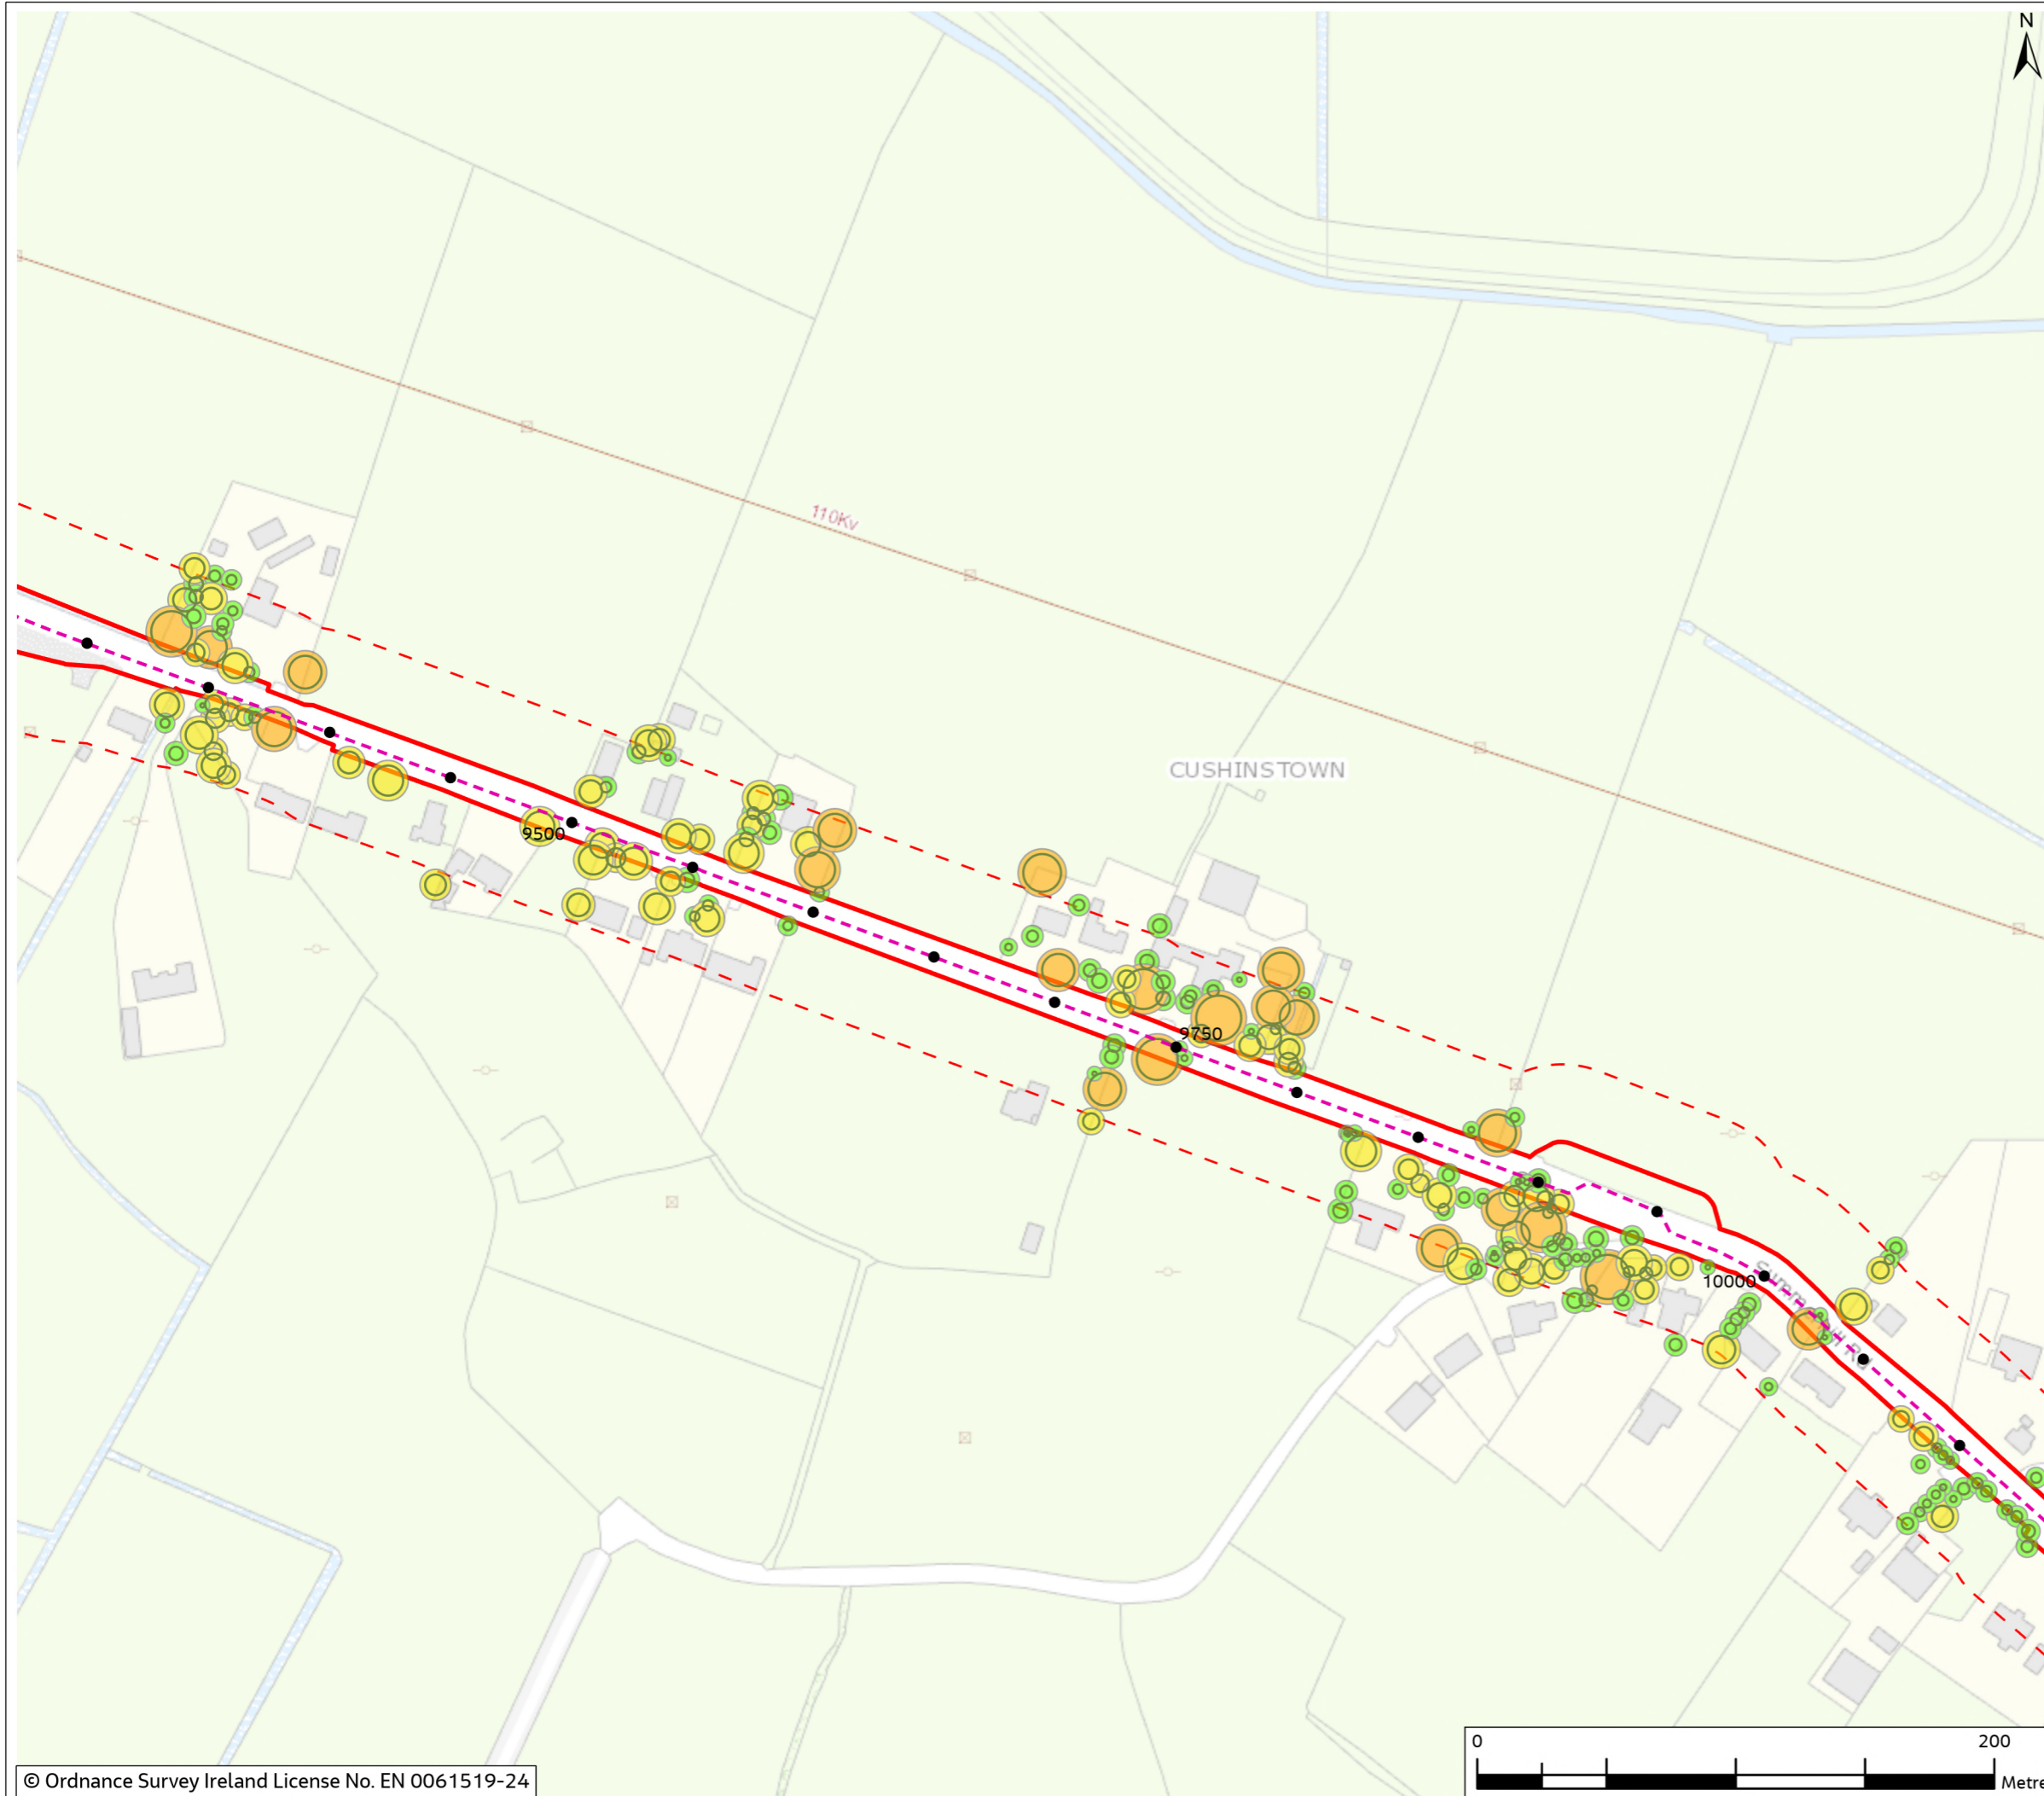 N
110Kv
CUSHINSTOWN
9500
9750
10000
0 200
Metre
© Ordnance Survey Ireland License No. EN 0061519-24